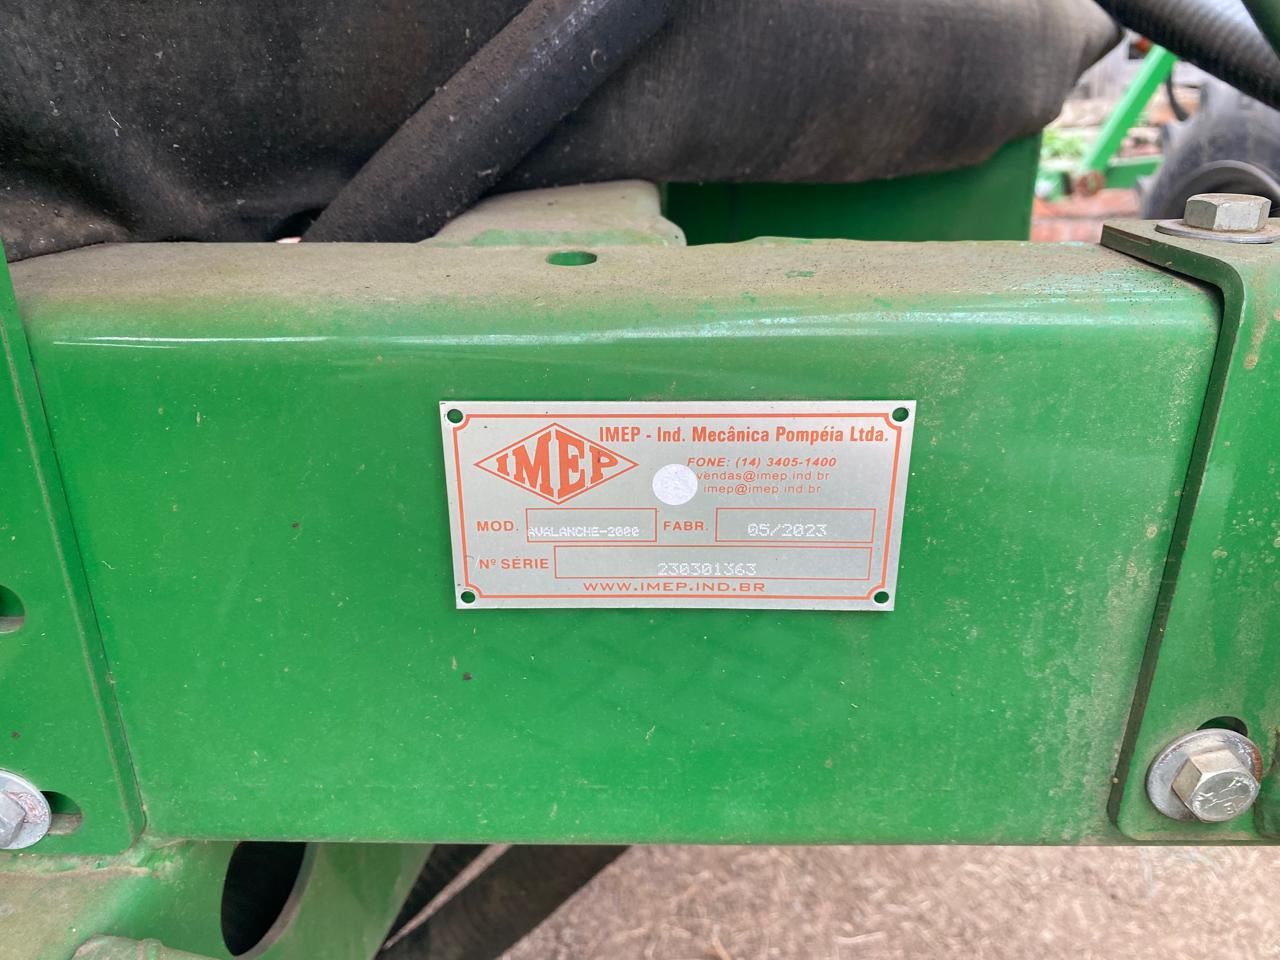 IMEP
IMEP - Ind. Mecânica Pompéia Ltda.
FONE: (14) 3405-1400
vendas@imep.ind.br
imep@imep.ind.br
MOD. AVALANCHE-2000 FABR. 05/2023
Nº SÉRIE 230301363
WWW.IMEP.IND.BR